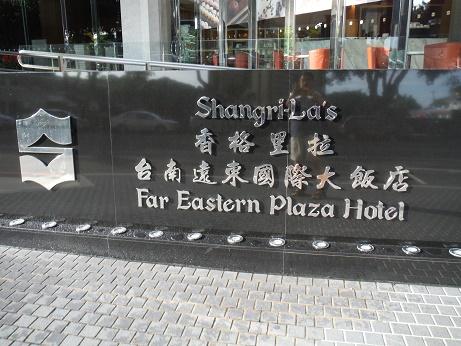 Shangri-La's
香格里拉
台南遠東國際大飯店
Far Eastern Plaza Hotel